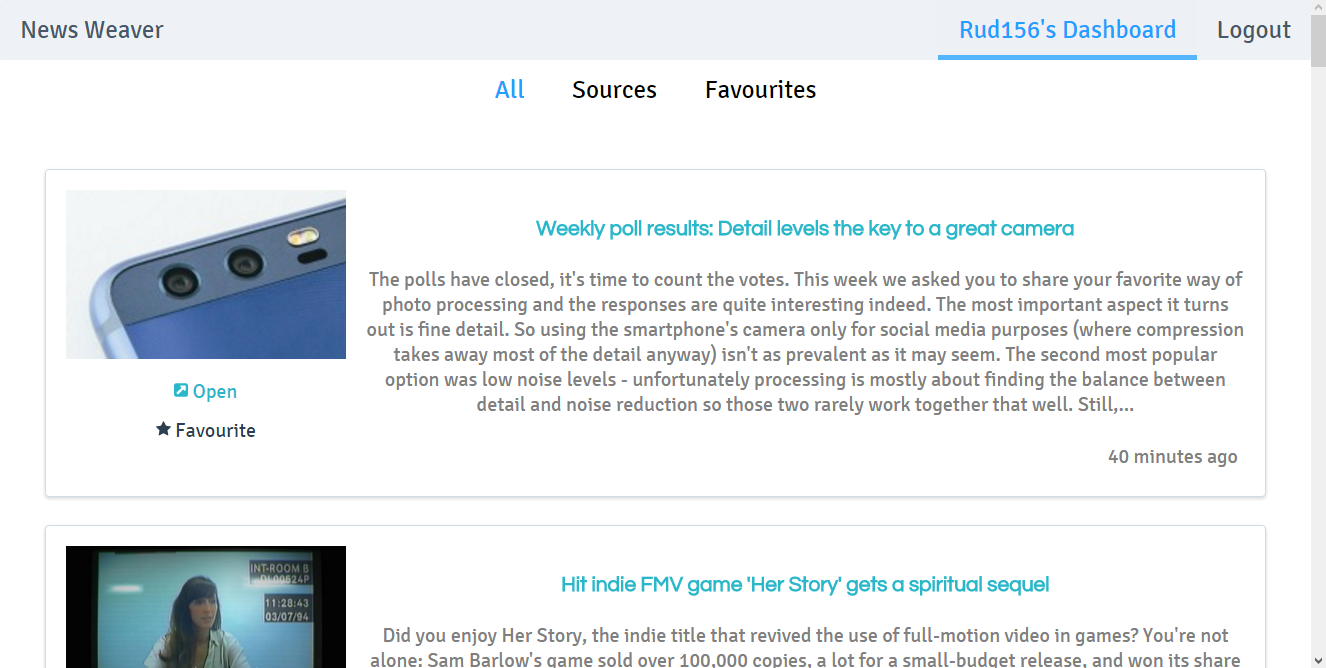 News Weaver
Rud156's Dashboard
Logout
All
Sources
Favourites
Weekly poll results: Detail levels the key to a great camera
The polls have closed, it's time to count the votes. This week we asked you to share your favorite way of
photo processing and the responses are quite interesting indeed. The most important aspect it turns
out is fine detail. So using the smartphone's camera only for social media purposes (where compression
takes away most of the detail anyway) isn't as prevalent as it may seem. The second most popular
option was low noise levels - unfortunately processing is mostly about finding the balance between
detail and noise reduction so those two rarely work together that well. Still,...
Open
Favourite
40 minutes ago
INT-ROOM B
DL00624P
11:28:43
03/07/94
Hit indie FMV game 'Her Story' gets a spiritual sequel
Did you enjoy Her Story, the indie title that revived the use of full-motion video in games? You're not
alone: Sam Barlow's game sold over 100,000 copies, a lot for a small-budget release, and won its share